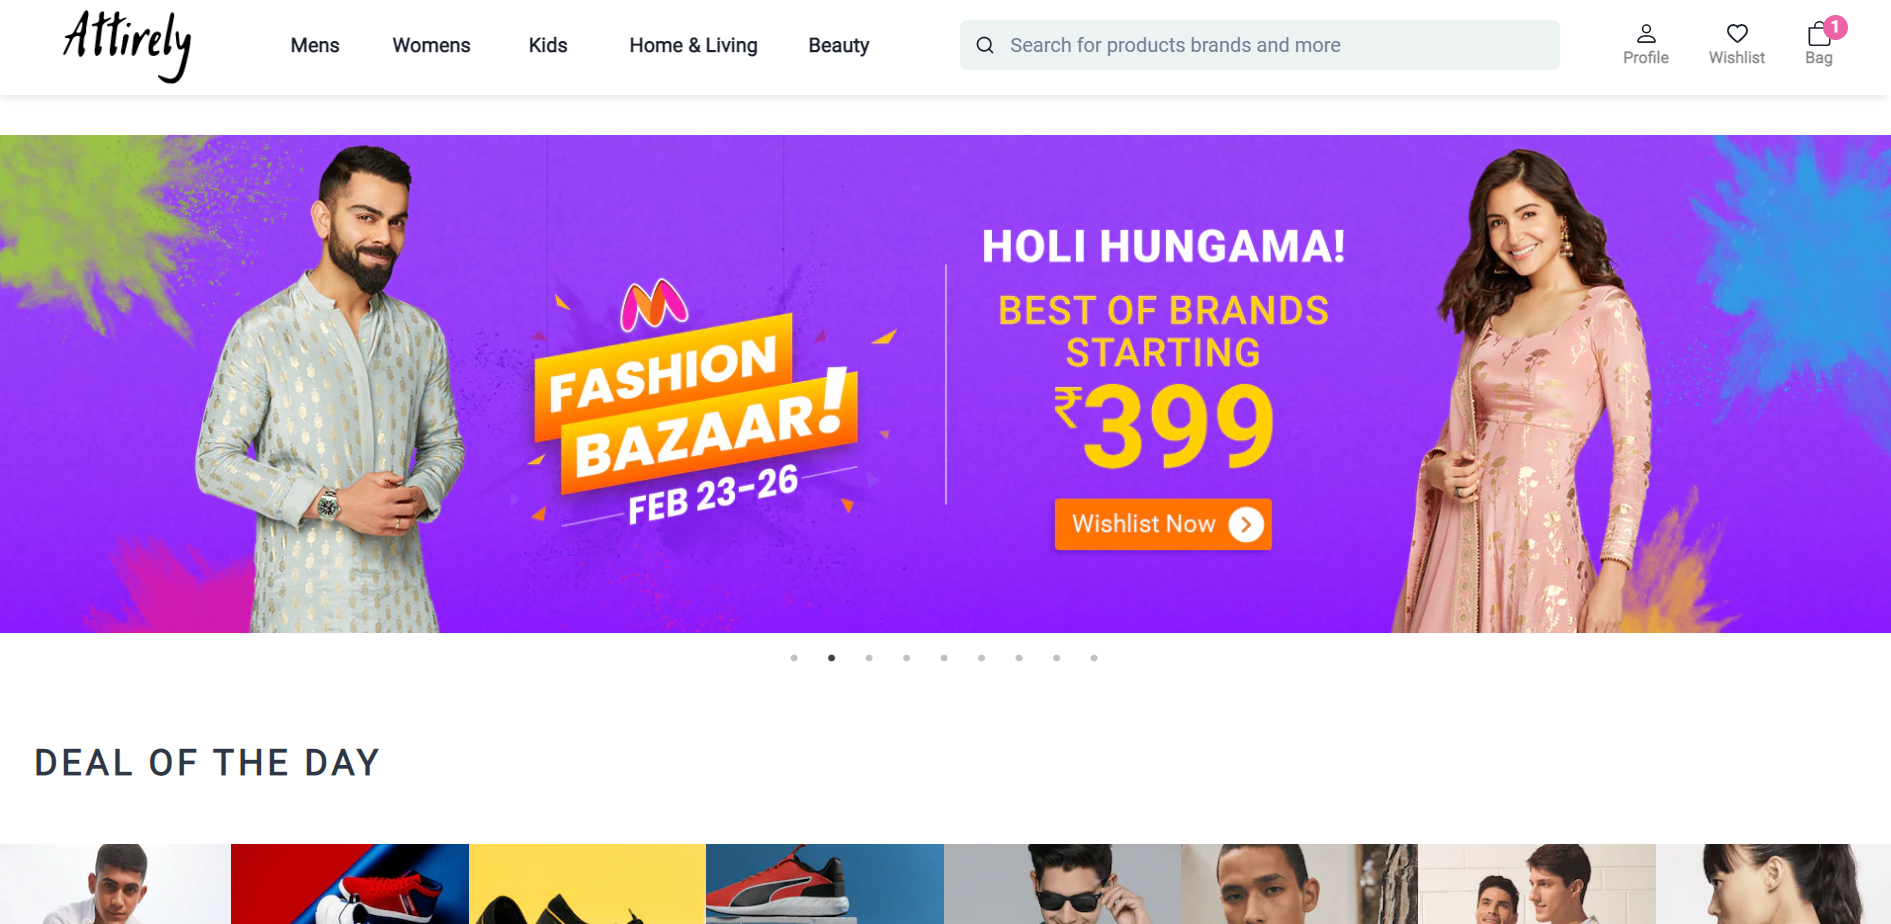 Attirely
Mens
Womens
Kids
Home & Living
Beauty
Search for products brands and more
Profile
Wishlist
1
Bag
FASHION
BAZAAR!
FEB 23-26
HOLI HUNGAMA!
BEST OF BRANDS
STARTING
₹399
Wishlist Now
DEAL OF THE DAY